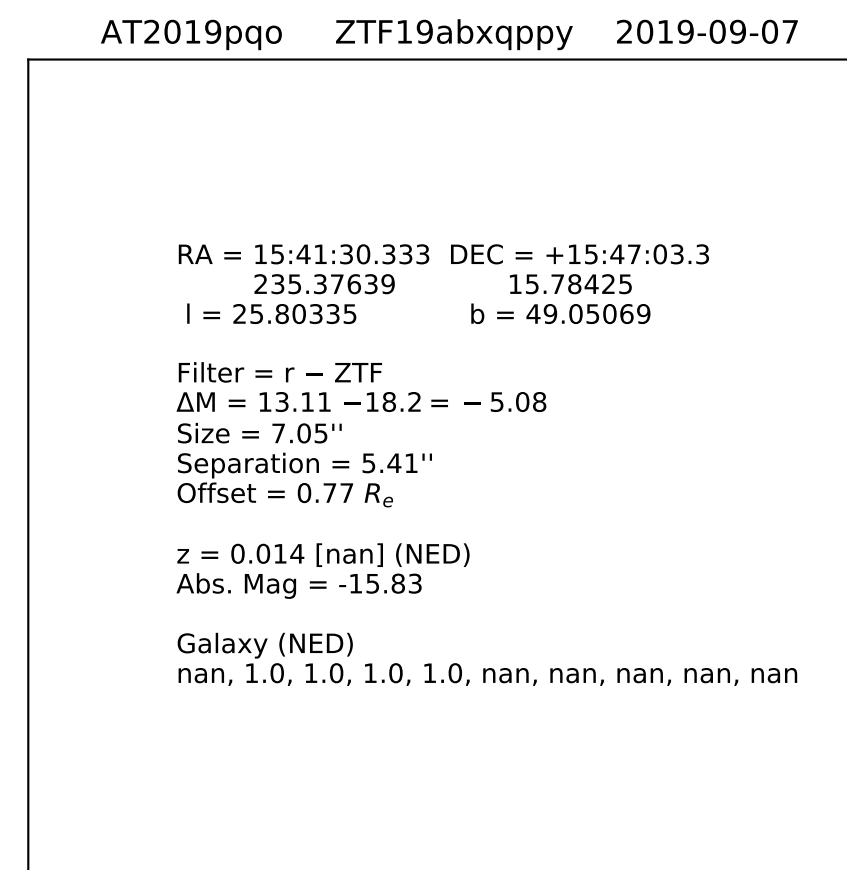 AT2019pqo ZTF19abxqppy 2019-09-07
RA = 15:41:30.333 DEC = +15:47:03.3
235.37639 15.78425
l = 25.80335 b = 49.05069
Filter = r − ZTF
ΔM = 13.11 −18.2 = − 5.08
Size = 7.05''
Separation = 5.41''
Offset = 0.77 Rₑ
z = 0.014 [nan] (NED)
Abs. Mag = -15.83
Galaxy (NED)
nan, 1.0, 1.0, 1.0, 1.0, nan, nan, nan, nan, nan